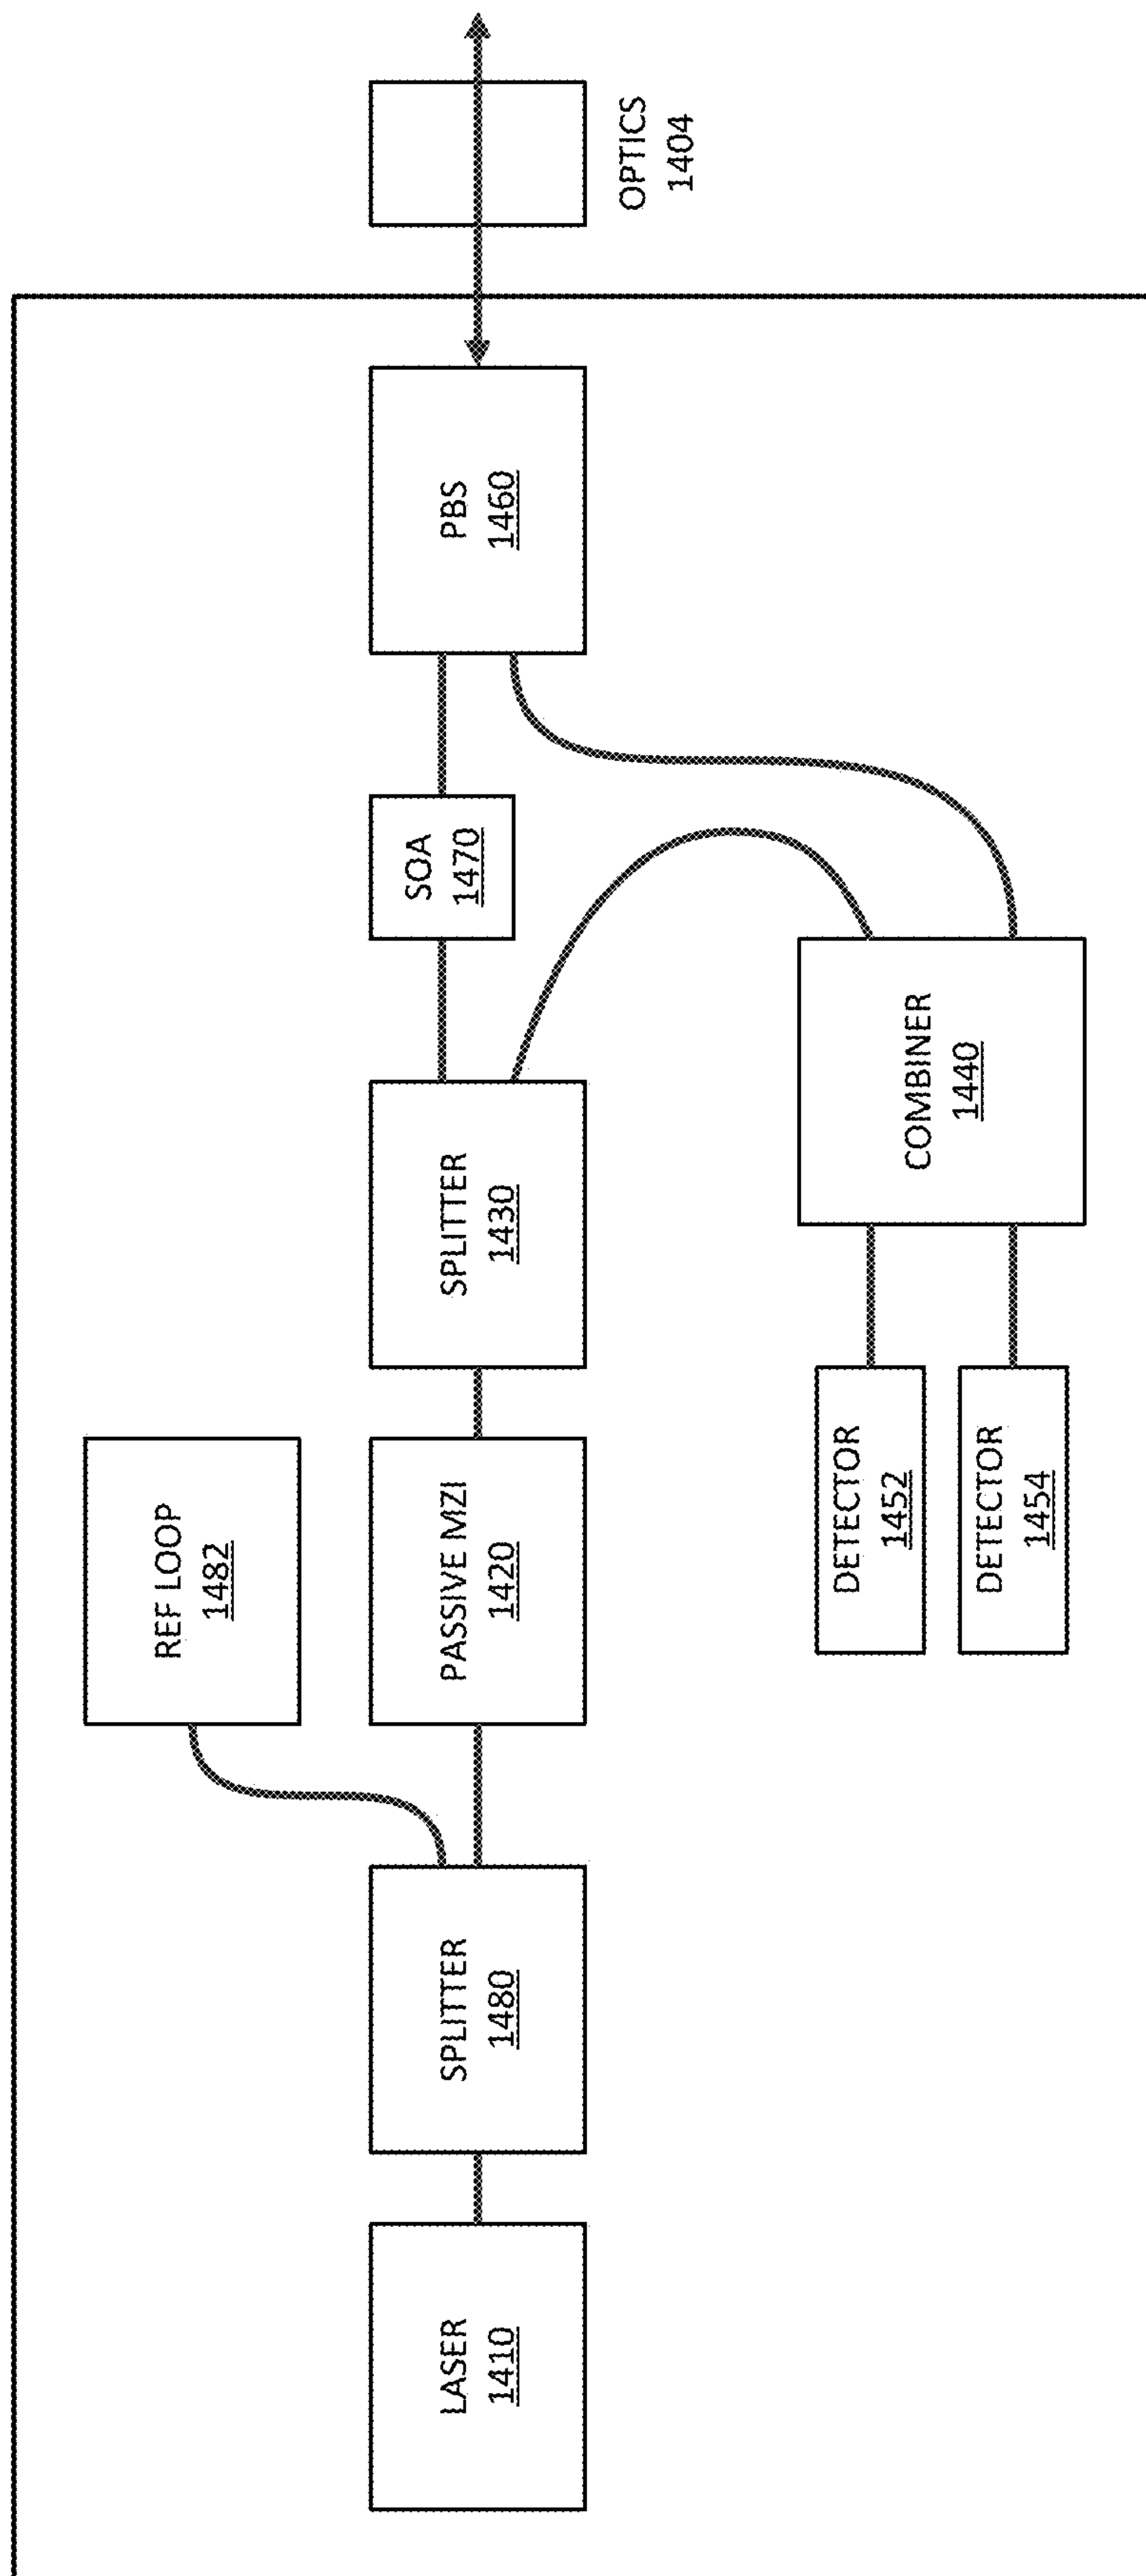 REF LOOP
1482
LASER
1410
SPLITTER
1480
PASSIVE MZI
1420
SPLITTER
1430
SOA
1470
PBS
1460
OPTICS
1404
DETECTOR
1452
DETECTOR
1454
COMBINER
1440